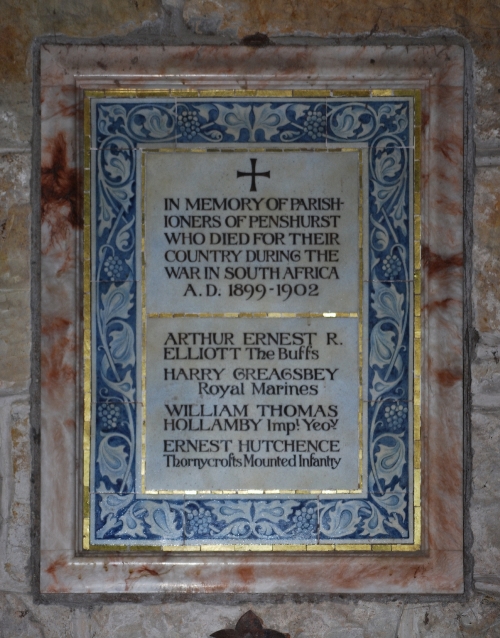 IN MEMORY OF PARISH-
IONERS OF PENSHURST
WHO DIED FOR THEIR
COUNTRY DURING THE
WAR IN SOUTH AFRICA
A.D. 1899-1902
ARTHUR ERNEST R.
ELLIOTT The Buffs
HARRY GREAGSBEY
Royal Marines
WILLIAM THOMAS
HOLLAMBY Impl. Yeoy.
ERNEST HUTCHENCE
Thornycrofts Mounted Infantry